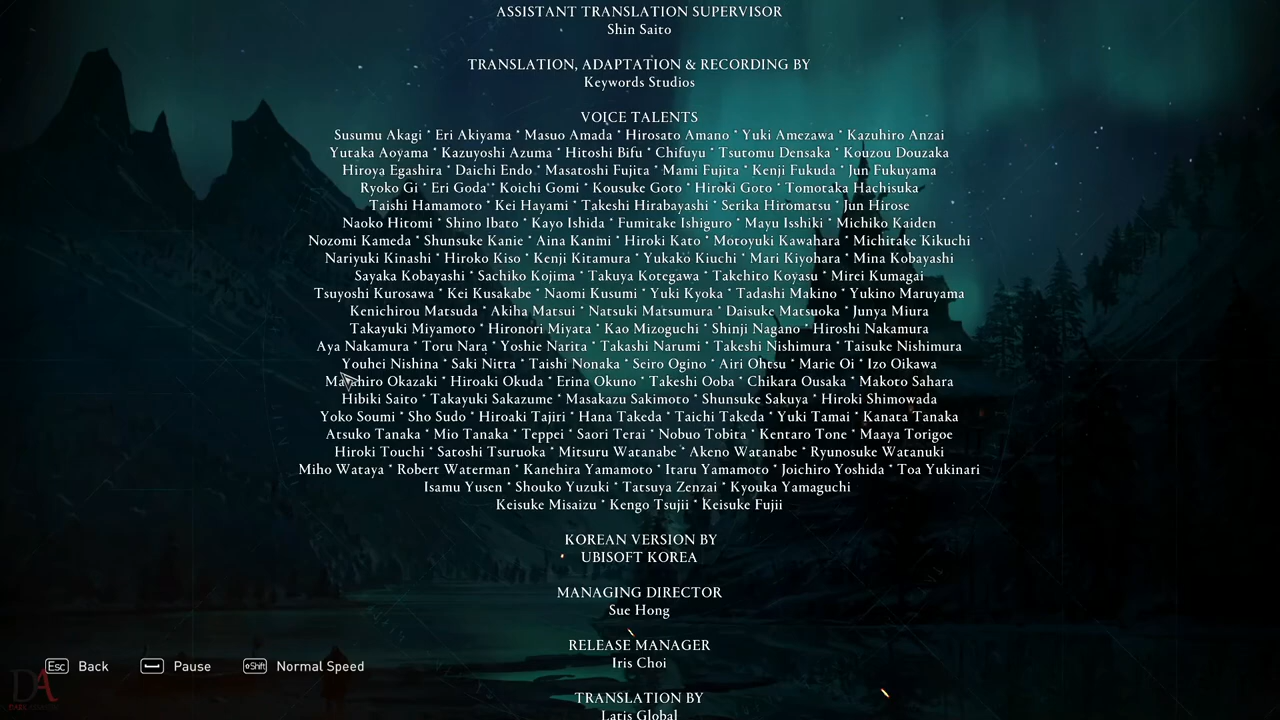 ASSISTANT TRANSLATION SUPERVISOR
Shin Saito
TRANSLATION, ADAPTATION & RECORDING BY
Keywords Studios
VOICE TALENTS
Susumu Akagi * Eri Akiyama * Masuo Amada * Hirosato Amano * Yuki Amezawa * Kazuhiro Anzai
Yutaka Aoyama * Kazuyoshi Azuma * Hitoshi Bifu * Chifuyu * Tsutomu Densaka * Kouzou Douzaka
Hiroya Egashira * Daichi Endo * Masatoshi Fujita * Mami Fujita * Kenji Fukuda * Jun Fukuyama
Ryoko Gi * Eri Goda * Koichi Gomi * Kousuke Goto * Hiroki Goto * Tomotaka Hachisuka
Taishi Hamamoto * Kei Hayami * Takeshi Hirabayashi * Serika Hiromatsu * Jun Hirose
Naoko Hitomi * Shino Ibato * Kayo Ishida * Fumitake Ishiguro * Mayu Isshiki * Michiko Kaiden
Nozomi Kameda * Shunsuke Kanie * Aina Kanmi * Hiroki Kato * Motoyuki Kawahara * Michitake Kikuchi
Nariyuki Kinashi * Hiroko Kiso * Kenji Kitamura * Yukako Kiuchi * Mari Kiyohara * Mina Kobayashi
Sayaka Kobayashi * Sachiko Kojima * Takuya Kotegawa * Takehito Koyasu * Mirei Kumagai
Tsuyoshi Kurosawa * Kei Kusakabe * Naomi Kusumi * Yuki Kyoka * Tadashi Makino * Yukino Maruyama
Kenichirou Matsuda * Akiha Matsui * Natsuki Matsumura * Daisuke Matsuoka * Junya Miura
Takayuki Miyamoto * Hironori Miyata * Kao Mizoguchi * Shinji Nagano * Hiroshi Nakamura
Aya Nakamura * Toru Nara * Yoshie Narita * Takashi Narumi * Takeshi Nishimura * Taisuke Nishimura
Youhei Nishina * Saki Nitta * Taishi Nonaka * Seiro Ogino * Airi Ohtsu * Marie Oi * Izo Oikawa
Okazaki * Hiroaki Okuda * Erina Okuno * Takeshi Ooba * Chikara Ousaka * Makoto Sahara
Hibiki Saito * Takayuki Sakazume * Masakazu Sakimoto * Shunsuke Sakuya * Hiroki Shimowada
Yoko Soumi * Sho Sudo * Hiroaki Tajiri * Hana Takeda * Taichi Takeda * Yuki Tamai * Kanata Tanaka
Atsuko Tanaka * Mio Tanaka * Teppei * Saori Terai * Nobuo Tobita * Kentaro Tone * Maaya Torigoe
Hiroki Touchi * Satoshi Tsuruoka * Mitsuru Watanabe * Akeno Watanabe * Ryunosuke Watanuki
Miho Wataya * Robert Waterman * Kanehira Yamamoto * Itaru Yamamoto * Joichiro Yoshida * Toa Yukinari
Isamu Yusen * Shouko Yuzuki * Tatsuya Zenzai * Kyouka Yamaguchi
Keisuke Misaizu * Kengo Tsujii * Keisuke Fujii
KOREAN VERSION BY
UBISOFT KOREA
MANAGING DIRECTOR
Sue Hong
RELEASE MANAGER
Iris Choi
TRANSLATION BY
Latis Global
Esc Back Pause Shift Normal Speed
DA